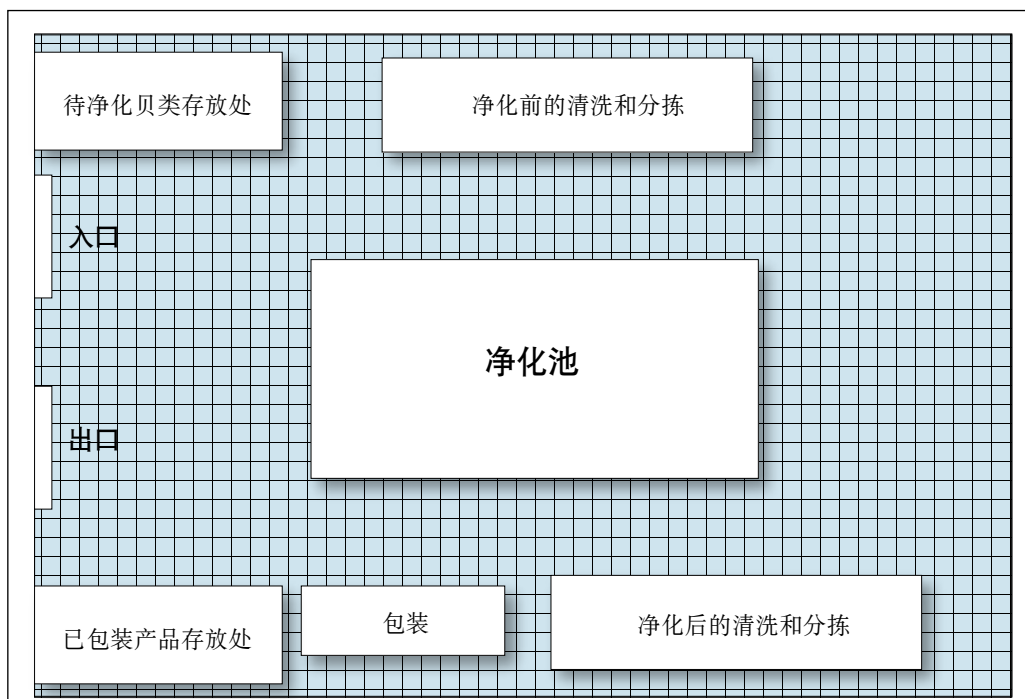 待净化贝类存放处
净化前的清洗和分拣
入口
净化池
出口
已包装产品存放处
包装
净化后的清洗和分拣